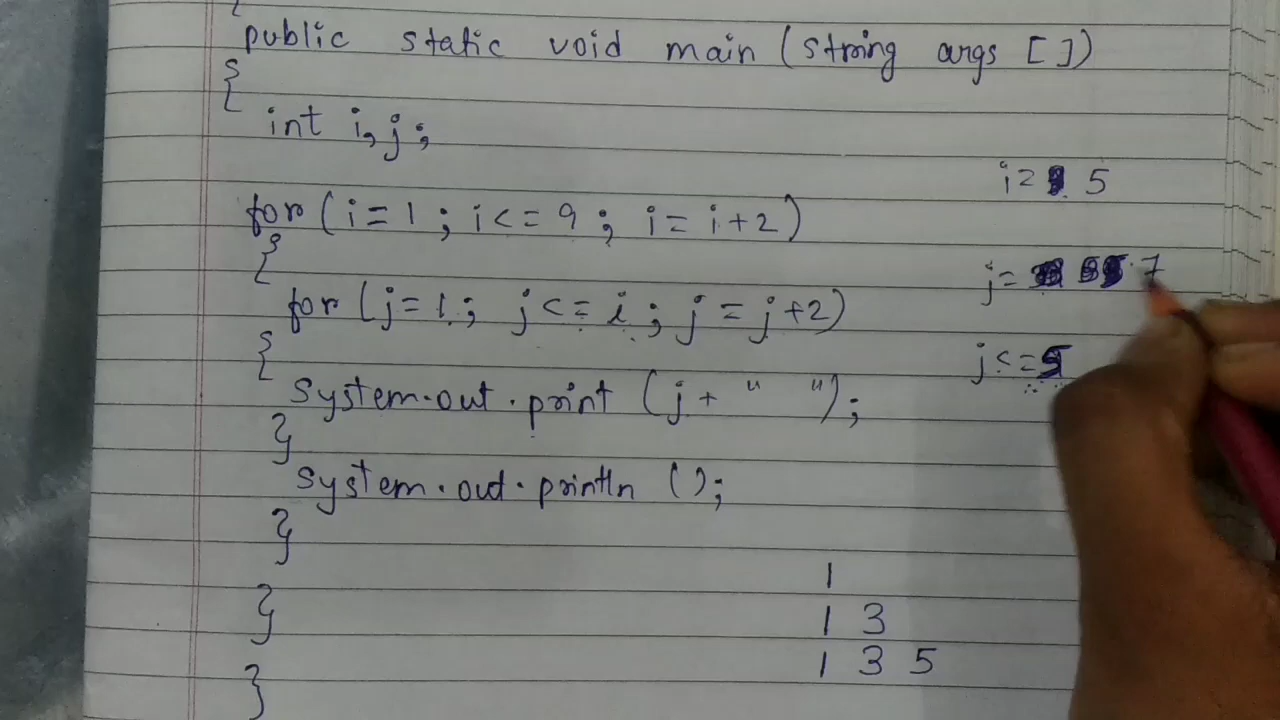 {
public static void main (string args [])
{
int i, j;
i= 5
for (i=1; i<=9; i=i+2)
{
j= 7
for (j=1; j<=i; j=j+2)
{
j<=5
system.out.print (j+ " ");
}
system.out.println ();
}
1
} 1 3
1 3 5
}